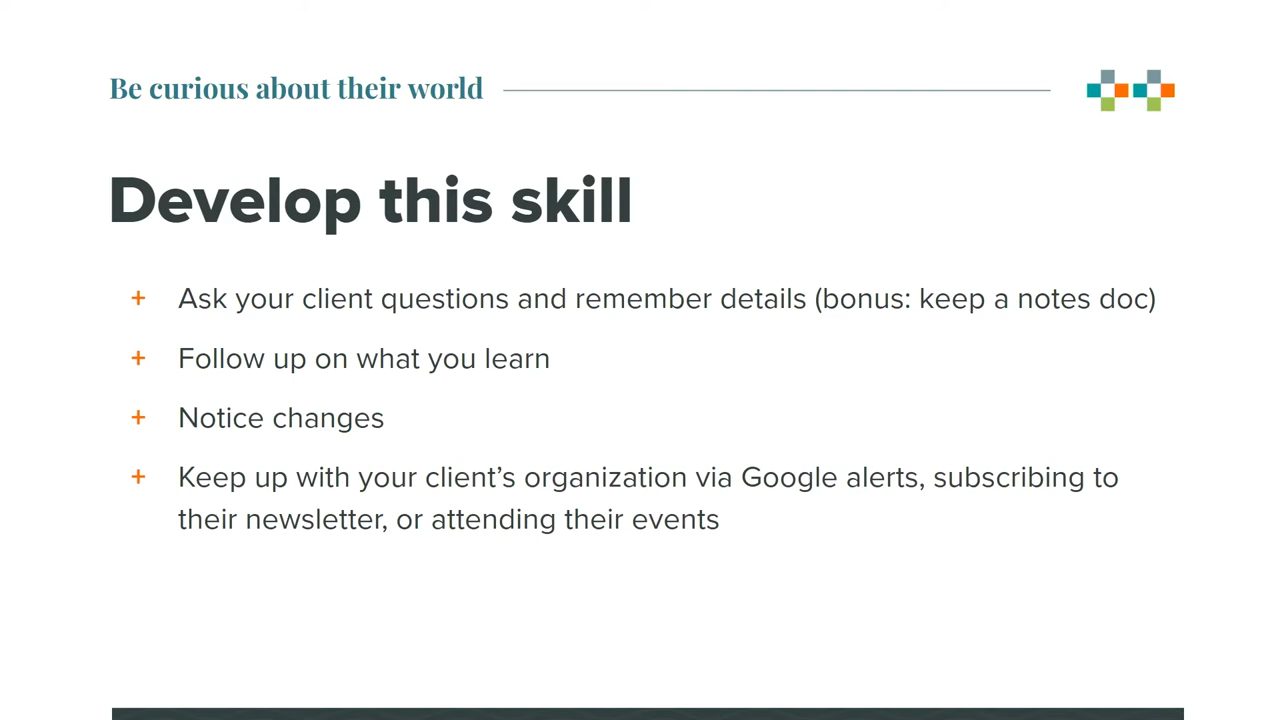 Be curious about their world
Develop this skill
+ Ask your client questions and remember details (bonus: keep a notes doc)
+ Follow up on what you learn
+ Notice changes
+ Keep up with your client’s organization via Google alerts, subscribing to
their newsletter, or attending their events